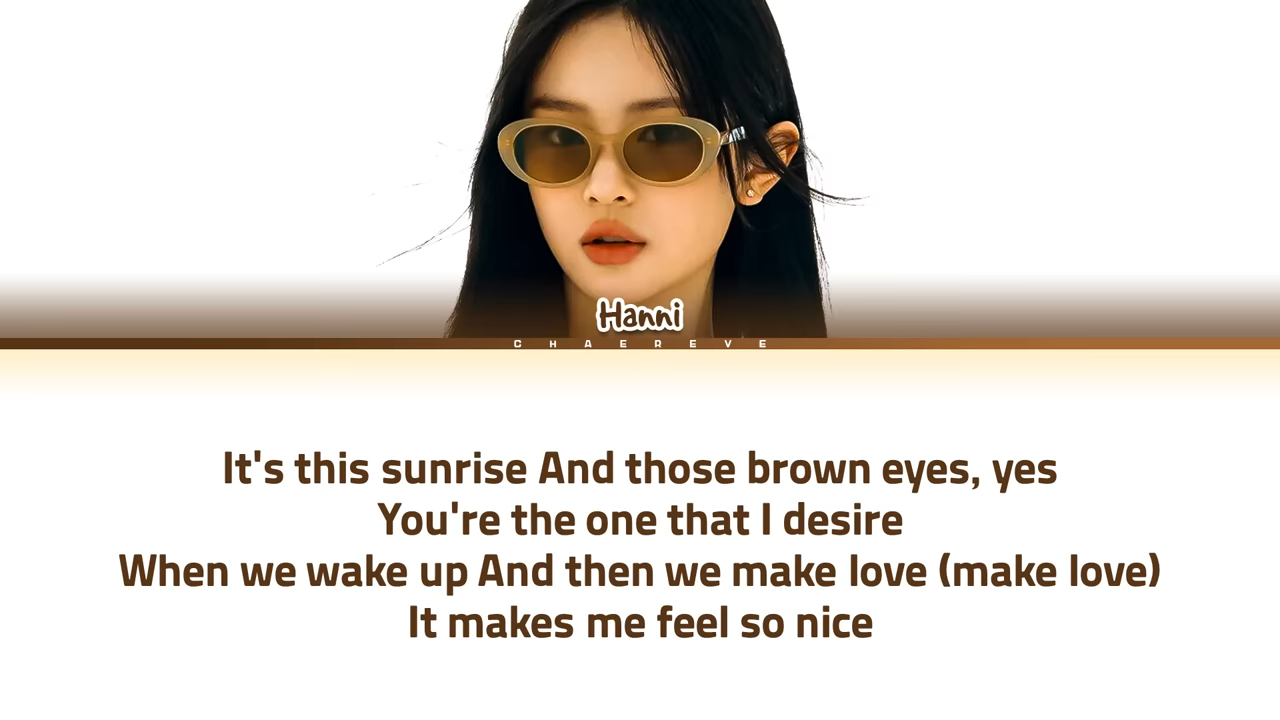 Hanni
CHAEREVE
It's this sunrise And those brown eyes, yes
You're the one that I desire
When we wake up And then we make love (make love)
It makes me feel so nice